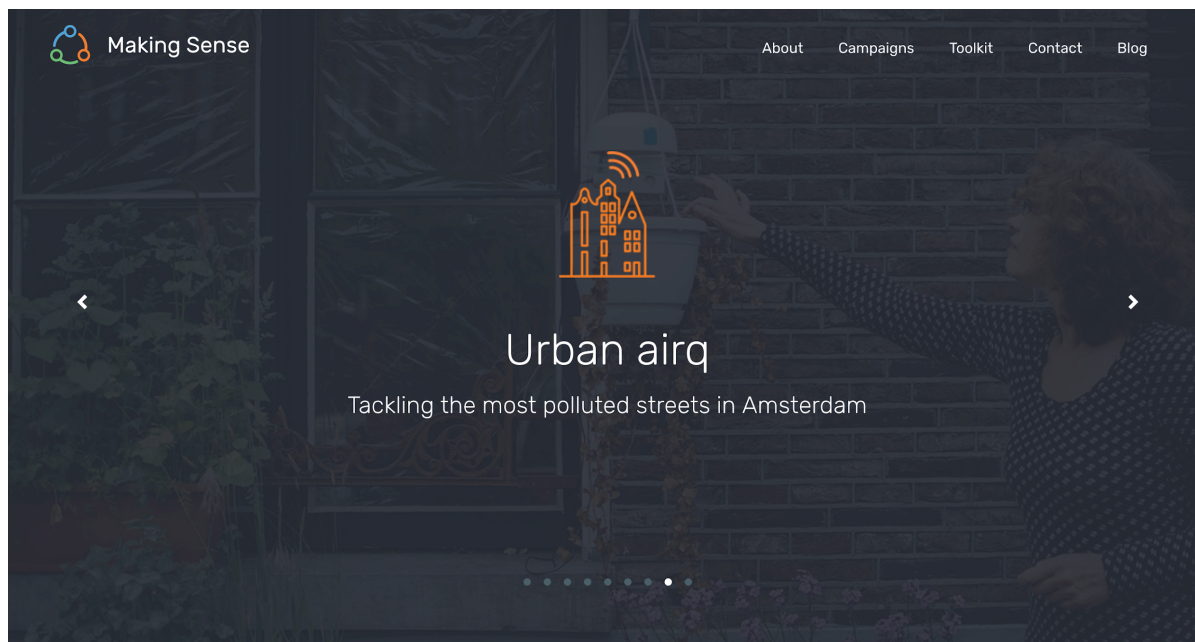 Making Sense
About
Campaigns
Toolkit
Contact
Blog
Urban airq
Tackling the most polluted streets in Amsterdam